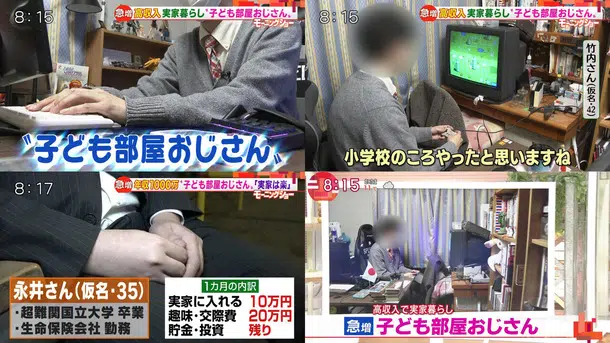 8:15
急増 高収入 実家暮らし"子ども部屋おじさん"
モーニングショー
"子ども部屋おじさん"
8:15
急増 高収入 実家暮らし"子ども部屋おじさん"
モーニングショー
竹内さん(仮名・42)
小学校のころやったと思いますね
8:17
急増 年収1000万"子ども部屋おじさん"「実家は楽」
モーニングショー
永井さん(仮名・35)
・超難関国立大学 卒業
・生命保険会社 勤務
1カ月の内訳
実家に入れる 10万円
趣味・交際費 20万円
貯金・投資 残り
8:15
高収入で実家暮らし
急増 子ども部屋おじさん